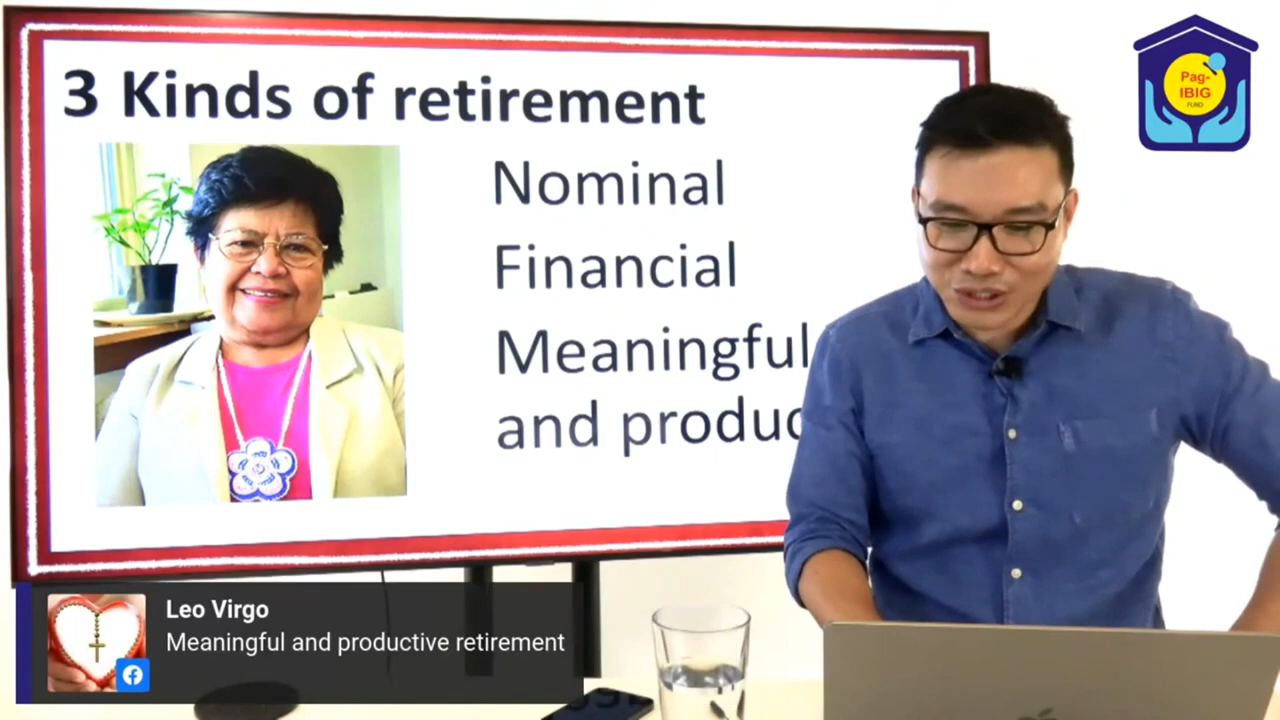 3 Kinds of retirement
Nominal
Financial
Meaningful
and produc
Pag-
IBIG
FUND
Leo Virgo
Meaningful and productive retirement